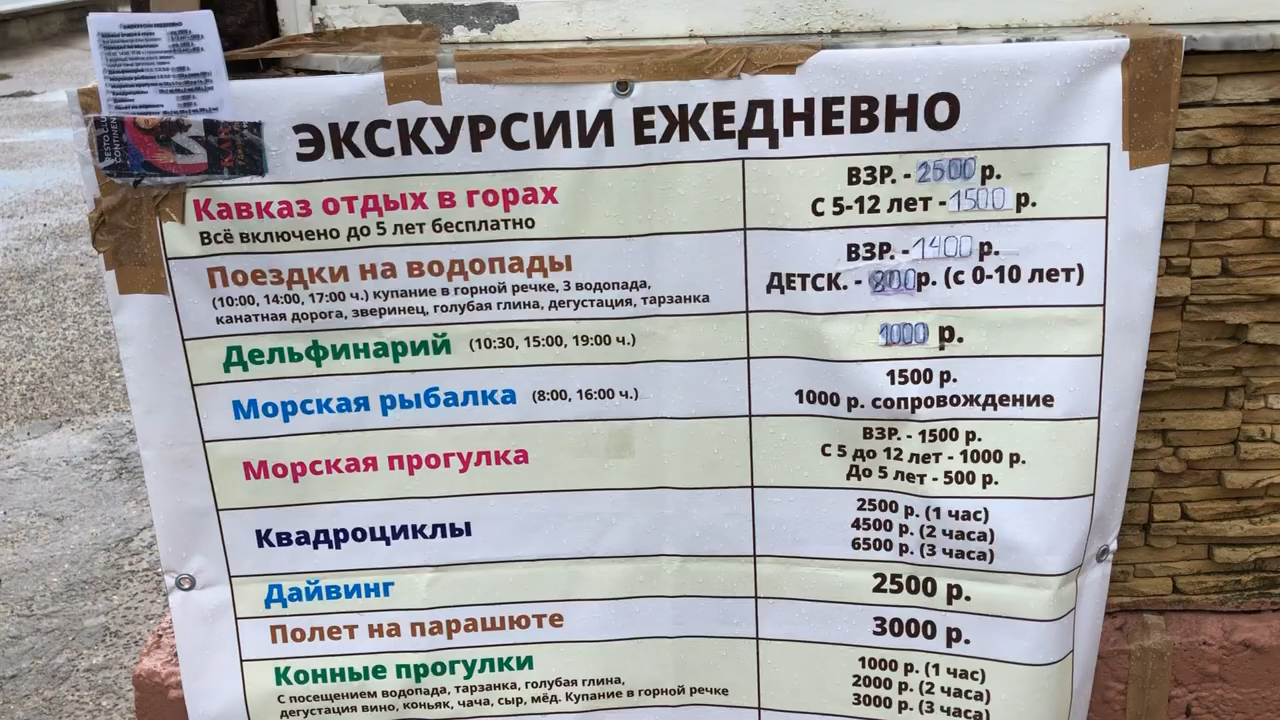 ЭКСКУРСИИ ЕЖЕДНЕВНО
Кавказ отдых в горах
Всё включено до 5 лет бесплатно
ВЗР. - 2500 р.
С 5-12 лет - 1500 р.
Поездки на водопады
(10:00, 14:00, 17:00 ч.) купание в горной речке, 3 водопада,
канатная дорога, зверинец, голубая глина, дегустация, тарзанка
ВЗР. - 1400 р.
ДЕТСК. - 800р. (с 0-10 лет)
Дельфинарий (10:30, 15:00, 19:00 ч.)
1000 р.
Морская рыбалка (8:00, 16:00 ч.)
1500 р.
1000 р. сопровождение
Морская прогулка
ВЗР. - 1500 р.
С 5 до 12 лет - 1000 р.
До 5 лет - 500 р.
Квадроциклы
2500 р. (1 час)
4500 р. (2 часа)
6500 р. (3 часа)
Дайвинг
2500 р.
Полет на парашюте
3000 р.
Конные прогулки
С посещением водопада, тарзанка, голубая глина,
дегустация вино, коньяк, чача, сыр, мёд. Купание в горной речке
1000 р. (1 час)
2000 р. (2 часа)
3000 р. (3 часа)